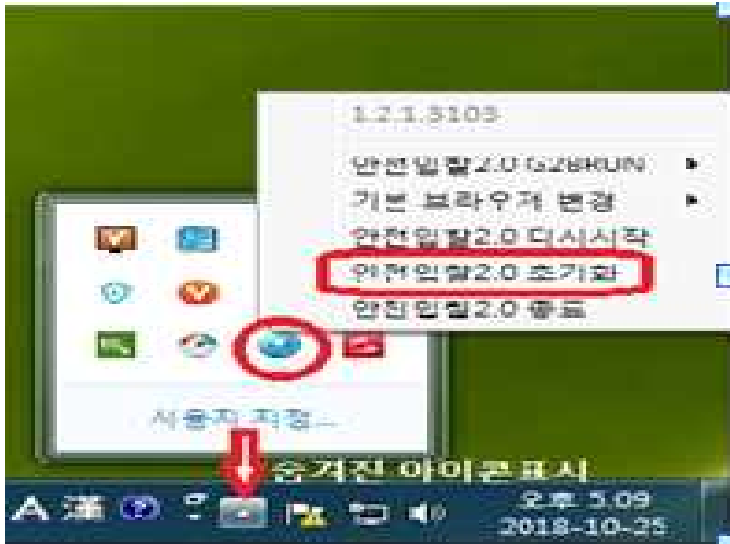 1.2.1.3103
안전입찰2.0 G2BRUN
기본 브라우저 변경
안전입찰2.0 다시시작
안전입찰2.0 초기화
안전입찰2.0 종료
사용자 지정...
숨겨진 아이콘표시
A 漢
오후 5:09
2018-10-25